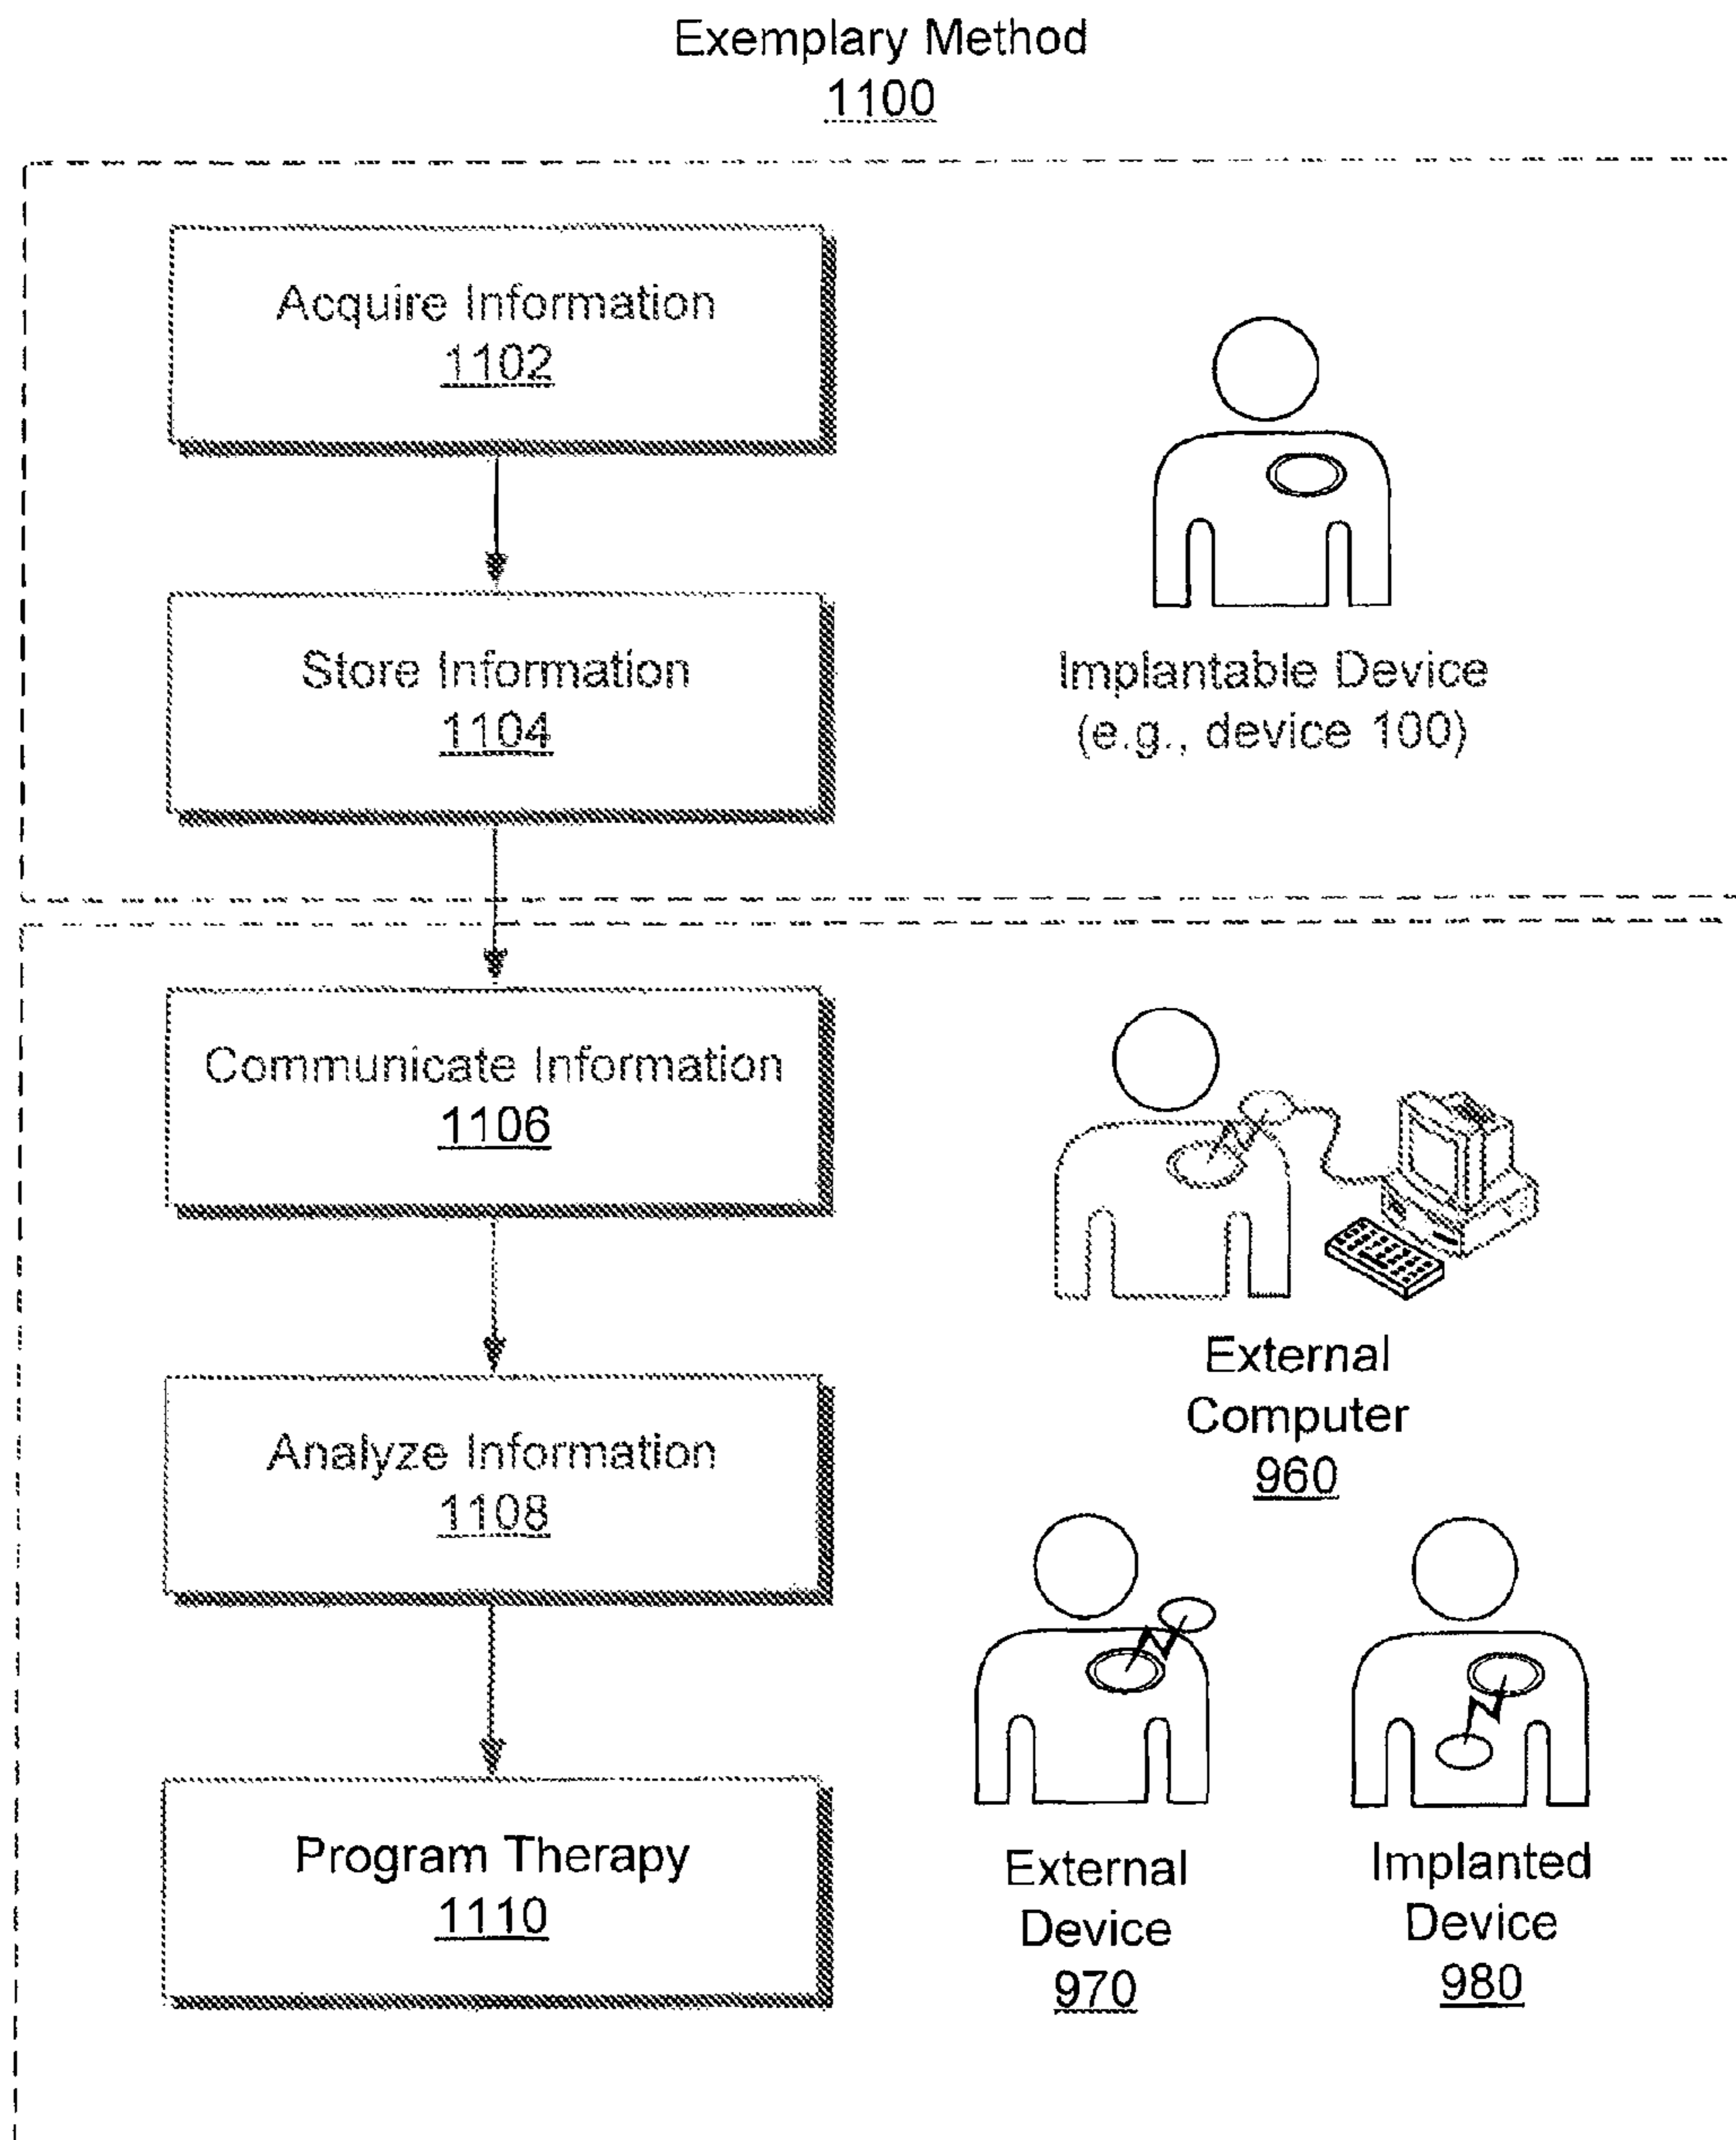 Exemplary Method
1100
Acquire Information
1102
Store Information
1104
Implantable Device
(e.g., device 100)
Communicate Information
1106
External
Computer
960
Analyze Information
1108
Program Therapy
1110
External
Device
970
Implanted
Device
980